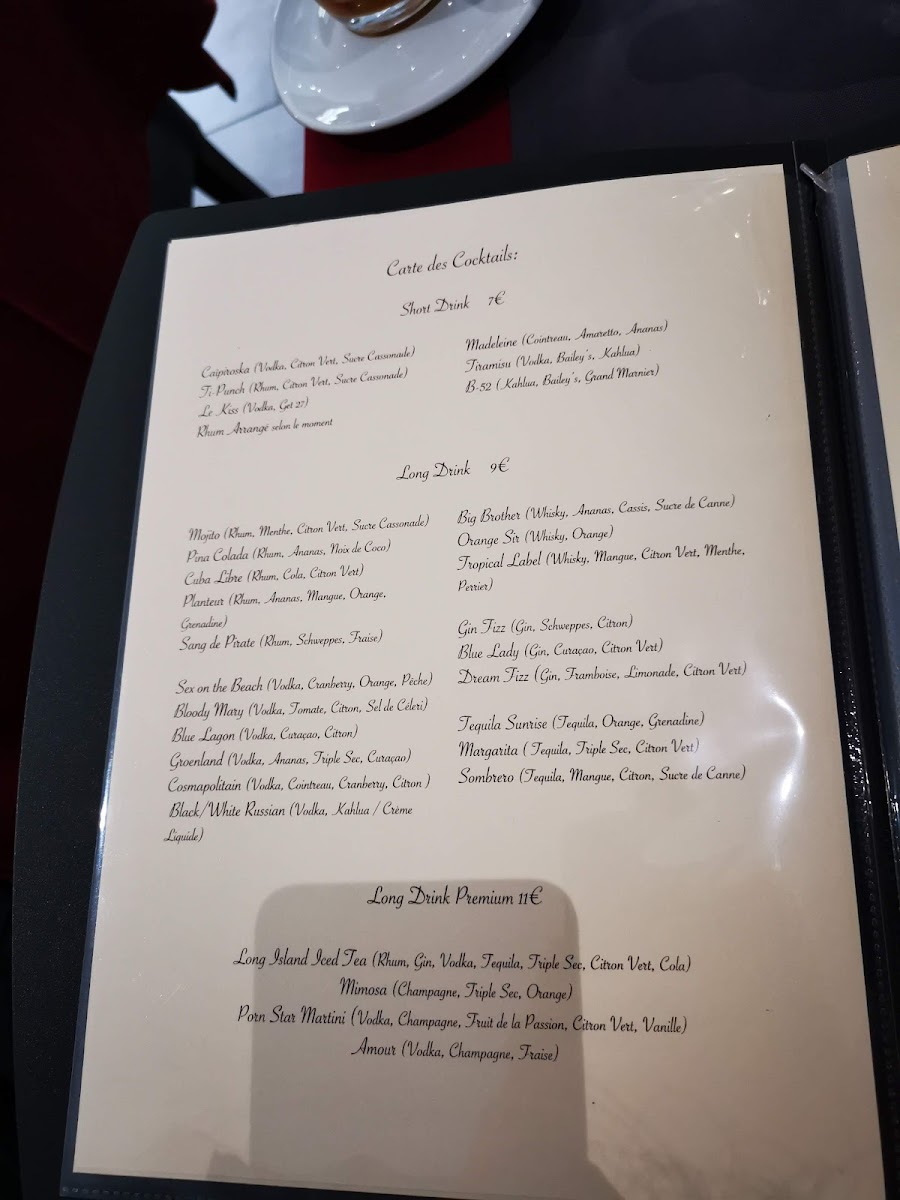 Carte des Cocktails:
Short Drink 7€
Caïpiroska (Vodka, Citron Vert, Sucre Cassonade)
Ti-Punch (Rhum, Citron Vert, Sucre Cassonade)
Le Kiss (Vodka, Get 27)
Rhum Arrangé selon le moment
Madeleine (Cointreau, Amaretto, Ananas)
Tiramisu (Vodka, Bailey's, Kahlua)
B-52 (Kahlua, Bailey's, Grand Marnier)
Long Drink 9€
Mojito (Rhum, Menthe, Citron Vert, Sucre Cassonade)
Pina Colada (Rhum, Ananas, Noix de Coco)
Cuba Libre (Rhum, Cola, Citron Vert)
Planteur (Rhum, Ananas, Mangue, Orange,
Grenadine)
Sang de Pirate (Rhum, Schweppes, Fraise)
Sex on the Beach (Vodka, Cranberry, Orange, Pêche)
Bloody Mary (Vodka, Tomate, Citron, Sel de Céleri)
Blue Lagon (Vodka, Curaçao, Citron)
Groenland (Vodka, Ananas, Triple Sec, Curaçao)
Cosmapolitain (Vodka, Cointreau, Cranberry, Citron )
Black/White Russian (Vodka, Kahlua / Crème
Liquide)
Big Brother (Whisky, Ananas, Cassis, Sucre de Canne)
Orange Sir (Whisky, Orange)
Tropical Label (Whisky, Mangue, Citron Vert, Menthe,
Perrier)
Gin Fizz (Gin, Schweppes, Citron)
Blue Lady (Gin, Curaçao, Citron Vert)
Dream Fizz (Gin, Framboise, Limonade, Citron Vert)
Tequila Sunrise (Tequila, Orange, Grenadine)
Margarita ( Tequila, Triple Sec, Citron Vert)
Sombrero (Tequila, Mangue, Citron, Sucre de Canne)
Long Drink Premium 11€
Long Island Iced Tea (Rhum, Gin, Vodka, Tequila, Triple Sec, Citron Vert, Cola)
Mimosa (Champagne, Triple Sec, Orange)
Porn Star Martini (Vodka, Champagne, Fruit de la Passion, Citron Vert, Vanille)
Amour (Vodka, Champagne, Fraise)